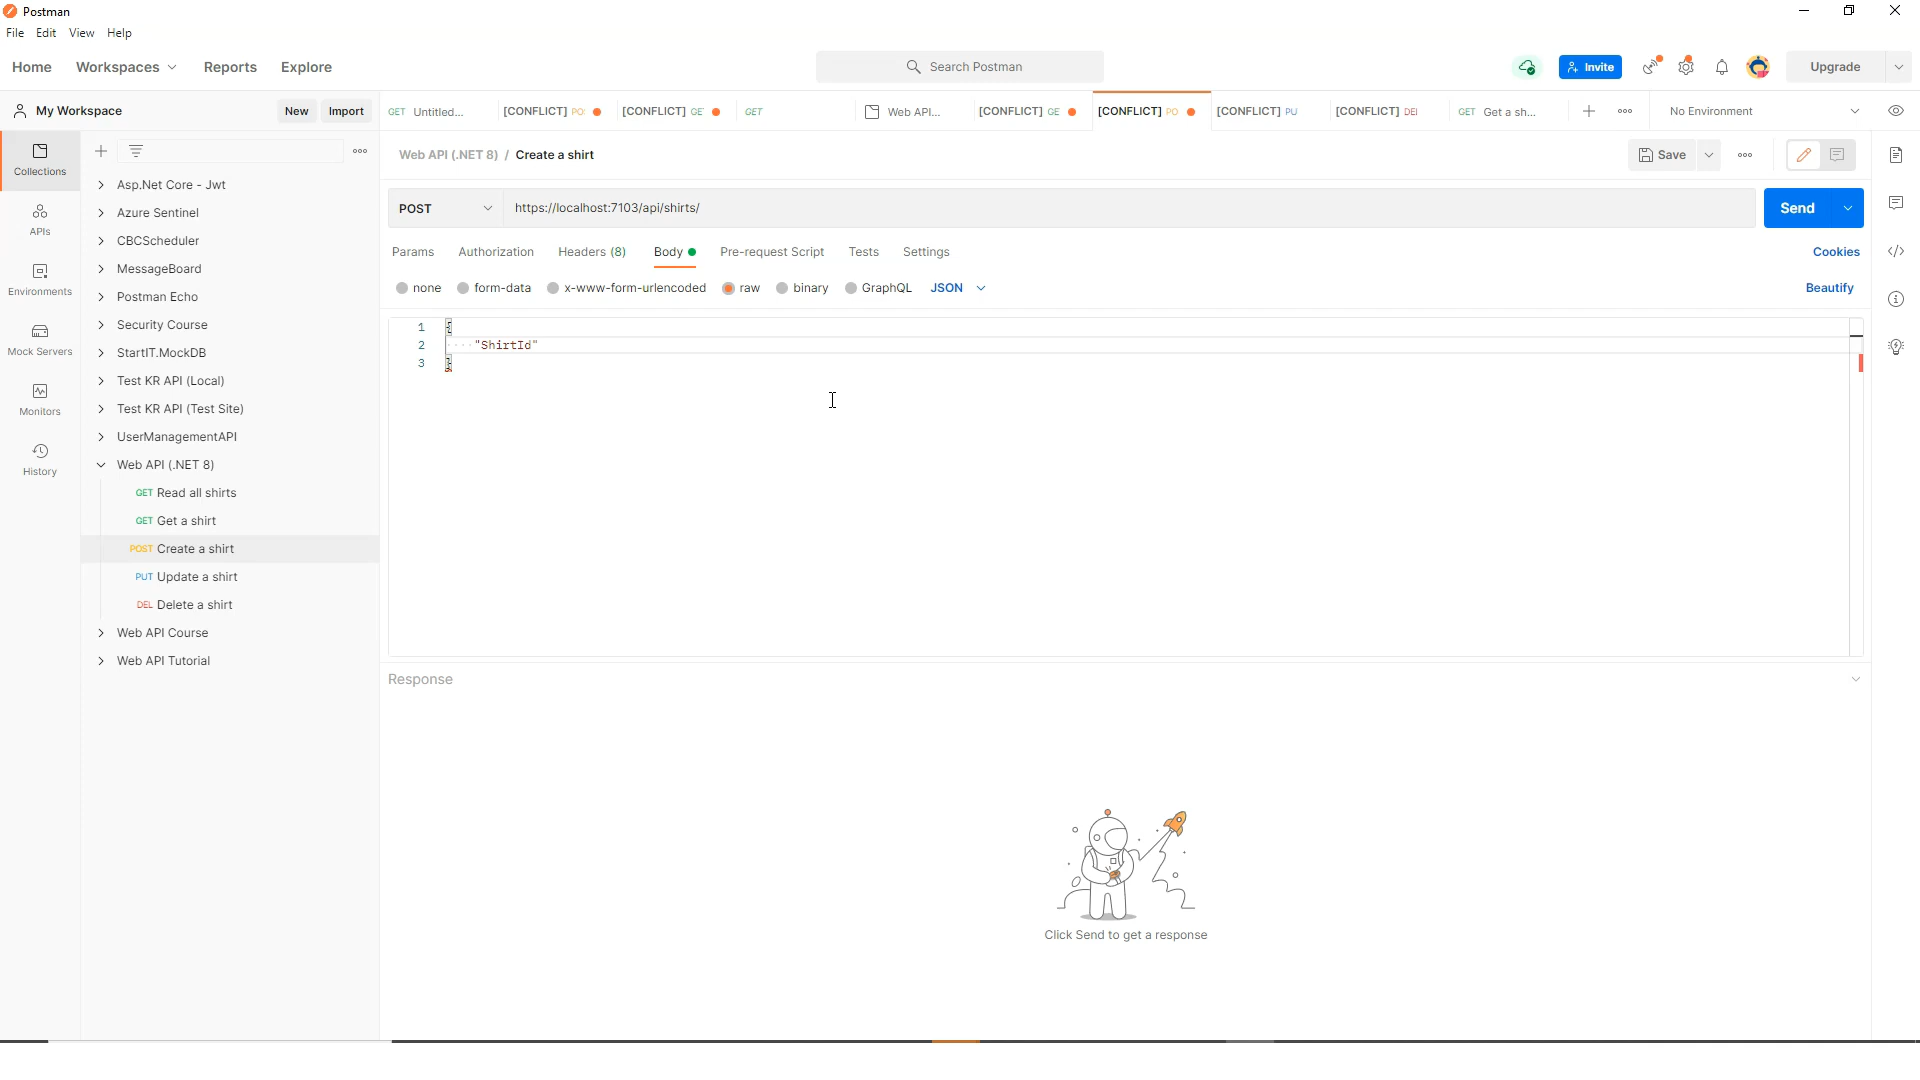 Postman
File Edit View Help
Home Workspaces Reports Explore
Search Postman
Invite
Upgrade
My Workspace
New Import
GET Untitled...
[CONFLICT] PO
[CONFLICT] GE
GET
Web API...
[CONFLICT] GE
[CONFLICT] PO
[CONFLICT] PU
[CONFLICT] DEI
GET Get a sh...
No Environment
Collections
APIs
Environments
Mock Servers
Monitors
History
Asp.Net Core - Jwt
Azure Sentinel
CBCScheduler
MessageBoard
Postman Echo
Security Course
StartIT.MockDB
Test KR API (Local)
Test KR API (Test Site)
UserManagementAPI
Web API (.NET 8)
GET Read all shirts
GET Get a shirt
POST Create a shirt
PUT Update a shirt
DEL Delete a shirt
Web API Course
Web API Tutorial
Web API (.NET 8) / Create a shirt
Save
POST
https://localhost:7103/api/shirts/
Send
Params Authorization Headers (8) Body Pre-request Script Tests Settings
Cookies
none form-data x-www-form-urlencoded raw binary GraphQL JSON
Beautify
1 {
2 "ShirtId"
3 }
Response
Click Send to get a response